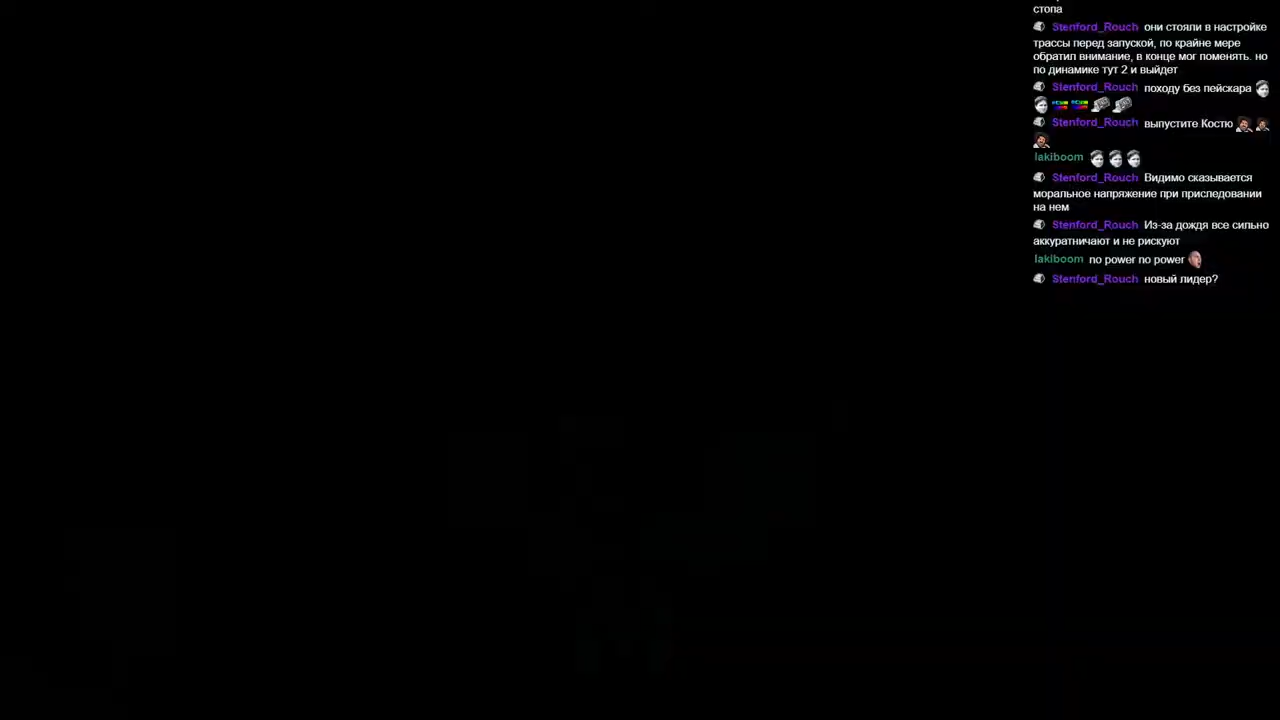 стопа
Stenford_Rouch они стояли в настройке
трассы перед запуской, по крайне мере
обратил внимание, в конце мог поменять. но
по динамике тут 2 и выйдет
Stenford_Rouch походу без пейскара
Stenford_Rouch выпустите Костю
lakiboom
Stenford_Rouch Видимо сказывается
моральное напряжение при приследовании
на нем
Stenford_Rouch Из-за дождя все сильно
аккуратничают и не рискуют
lakiboom no power no power
Stenford_Rouch новый лидер?